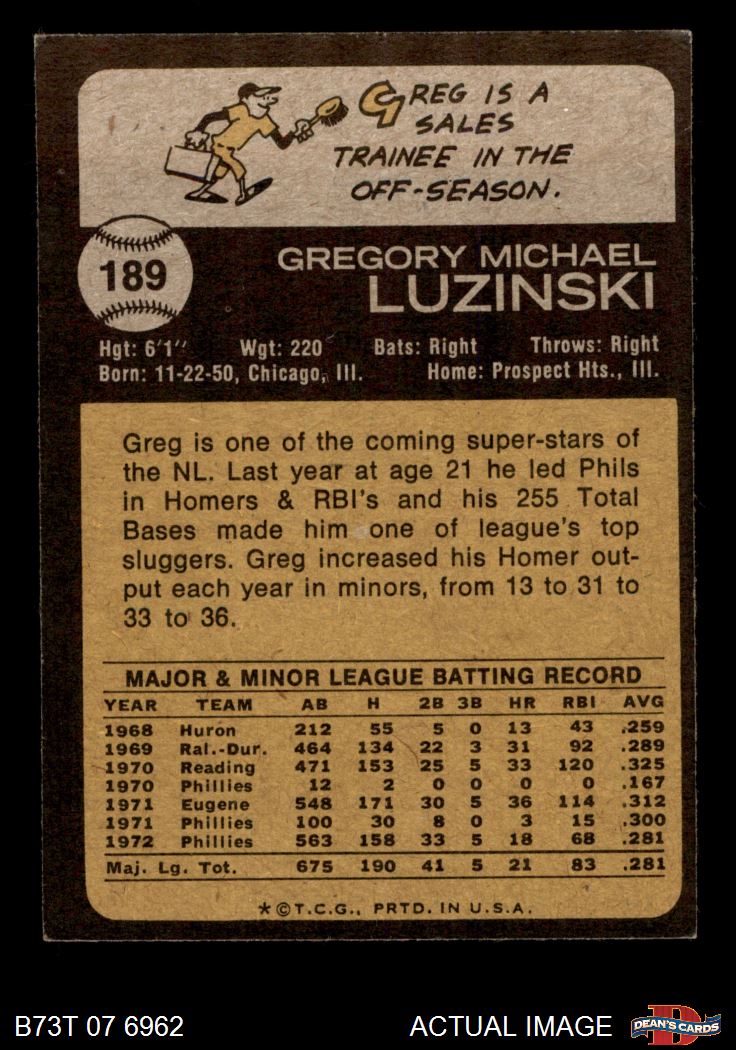 GREG IS A
SALES
TRAINEE IN THE
OFF-SEASON.
189
GREGORY MICHAEL
LUZINSKI
Hgt: 6'1" Wgt: 220 Bats: Right Throws: Right
Born: 11-22-50, Chicago, Ill. Home: Prospect Hts., Ill.
Greg is one of the coming super-stars of
the NL. Last year at age 21 he led Phils
in Homers & RBI's and his 255 Total
Bases made him one of league's top
sluggers. Greg increased his Homer out-
put each year in minors, from 13 to 31 to
33 to 36.
MAJOR & MINOR LEAGUE BATTING RECORD
YEAR TEAM AB H 2B 3B HR RBI AVG
1968 Huron 212 55 5 0 13 43 .259
1969 Ral.-Dur. 464 134 22 3 31 92 .289
1970 Reading 471 153 25 5 33 120 .325
1970 Phillies 12 2 0 0 0 0 .167
1971 Eugene 548 171 30 5 36 114 .312
1971 Phillies 100 30 8 0 3 15 .300
1972 Phillies 563 158 33 5 18 68 .281
Maj. Lg. Tot. 675 190 41 5 21 83 .281
*©T.C.G., PRTD. IN U.S.A.
B73T 07 6962 ACTUAL IMAGE DEAN'S CARDS